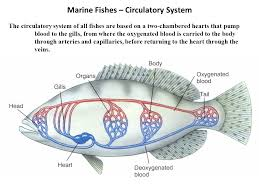 Marine Fishes – Circulatory System
The circulatory system of all fishes are based on a two-chambered hearts that pump
blood to the gills, from where the oxygenated blood is carried to the body
through arteries and capillaries, before returning to the heart through the
veins.
Body
Organs
Oxygenated
blood
Gills
Tail
Head
Heart
Deoxygenated
blood